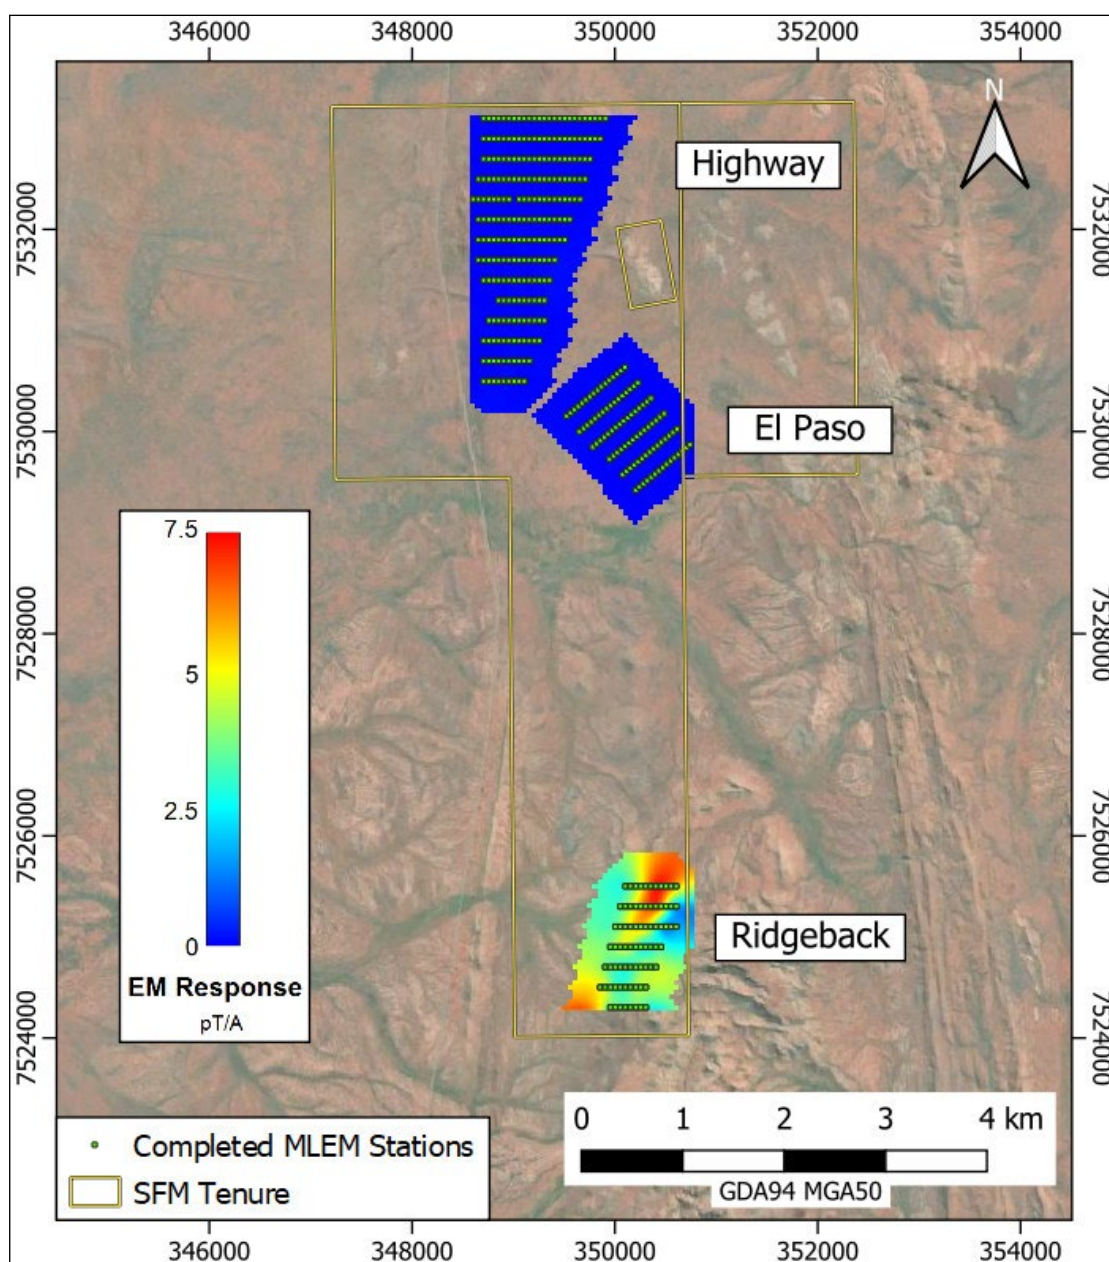 346000 348000 350000 352000 354000
N
Highway
7532000 7532000
El Paso
7530000 7530000
7.5
5
2.5
0
EM Response
pT/A
7528000 7528000
7526000 7526000
Ridgeback
7524000 7524000
0 1 2 3 4 km
GDA94 MGA50
Completed MLEM Stations
SFM Tenure
346000 348000 350000 352000 354000